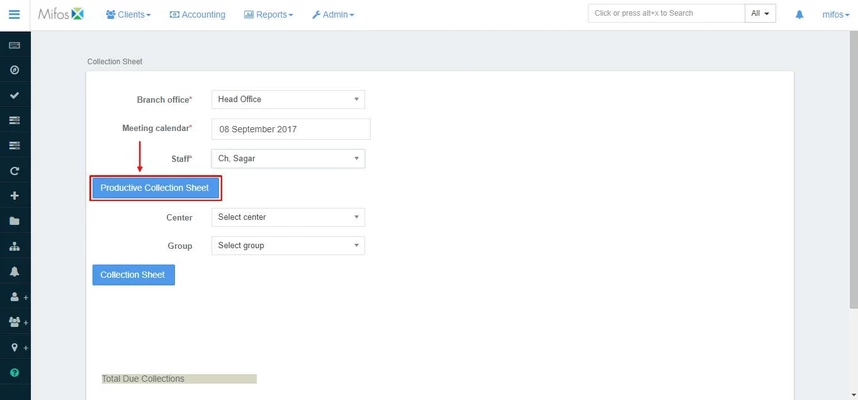 Mifos Clients Accounting Reports Admin Click or press alt+x to Search All mifos
Collection Sheet
Branch office* Head Office
Meeting calendar* 08 September 2017
Staff* Ch, Sagar
Productive Collection Sheet
Center Select center
Group Select group
Collection Sheet
Total Due Collections